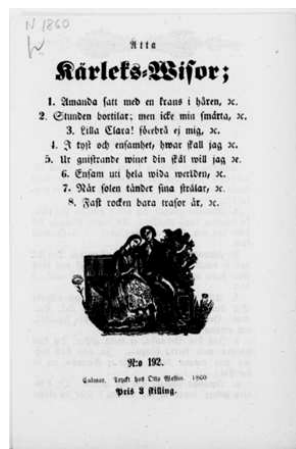 N 1860
Åtta
Kärleks-Wisor;
1. Amanda satt med en krans i håren, ꝛc.
2. Stunden bortilar; men icke min smärta, ꝛc.
3. Lilla Clara! förebrå ej mig, ꝛc.
4. I tyst och ensamhet, hwar skall jag ꝛc.
5. Ur gnistrande winet din skål will jag ꝛc.
6. Ensam uti hela wida werlden, ꝛc.
7. När solen tänder sina strålar, ꝛc.
8. Fast rocken bara trasor är, ꝛc.
N:o 192.
Calmar, Tryckt hos Otto 1860
Pris 3 skilling.